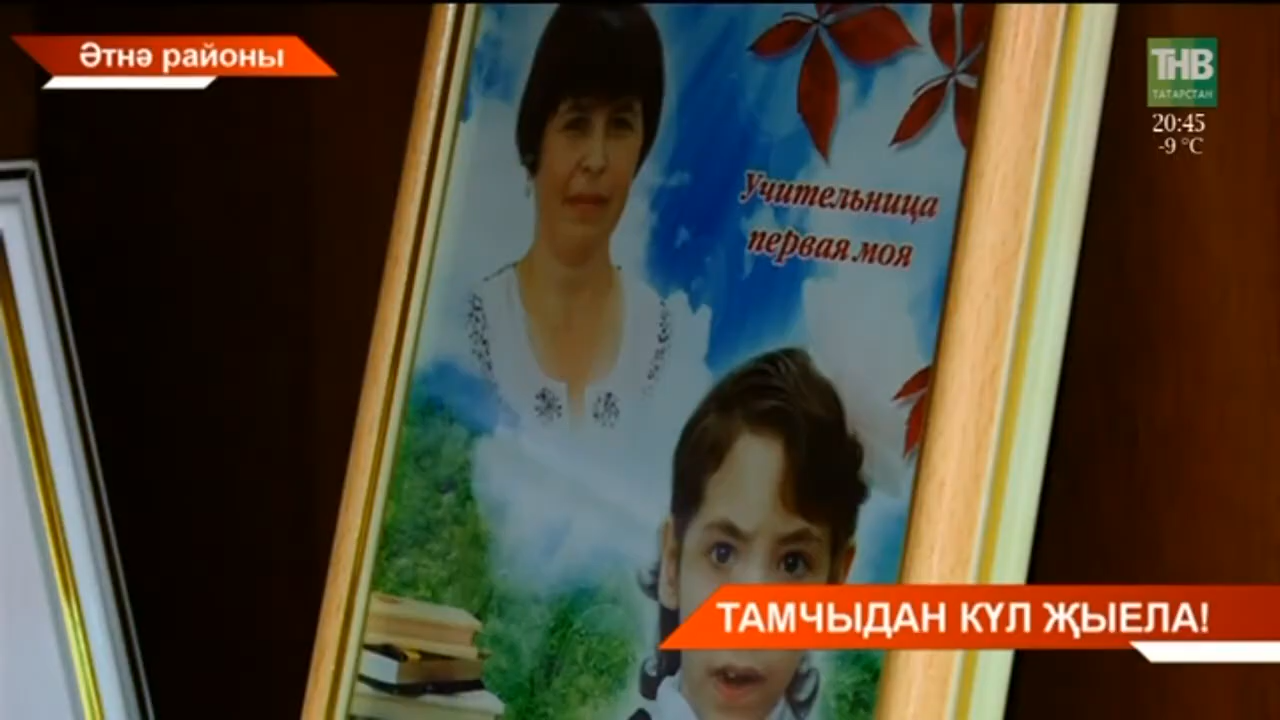 Әтнә районы
ТНВ
ТАТАРСТАН
20:45
-9 °C
Учительница
первая моя
ТАМЧЫДАН КҮЛ ҖЫЕЛА!